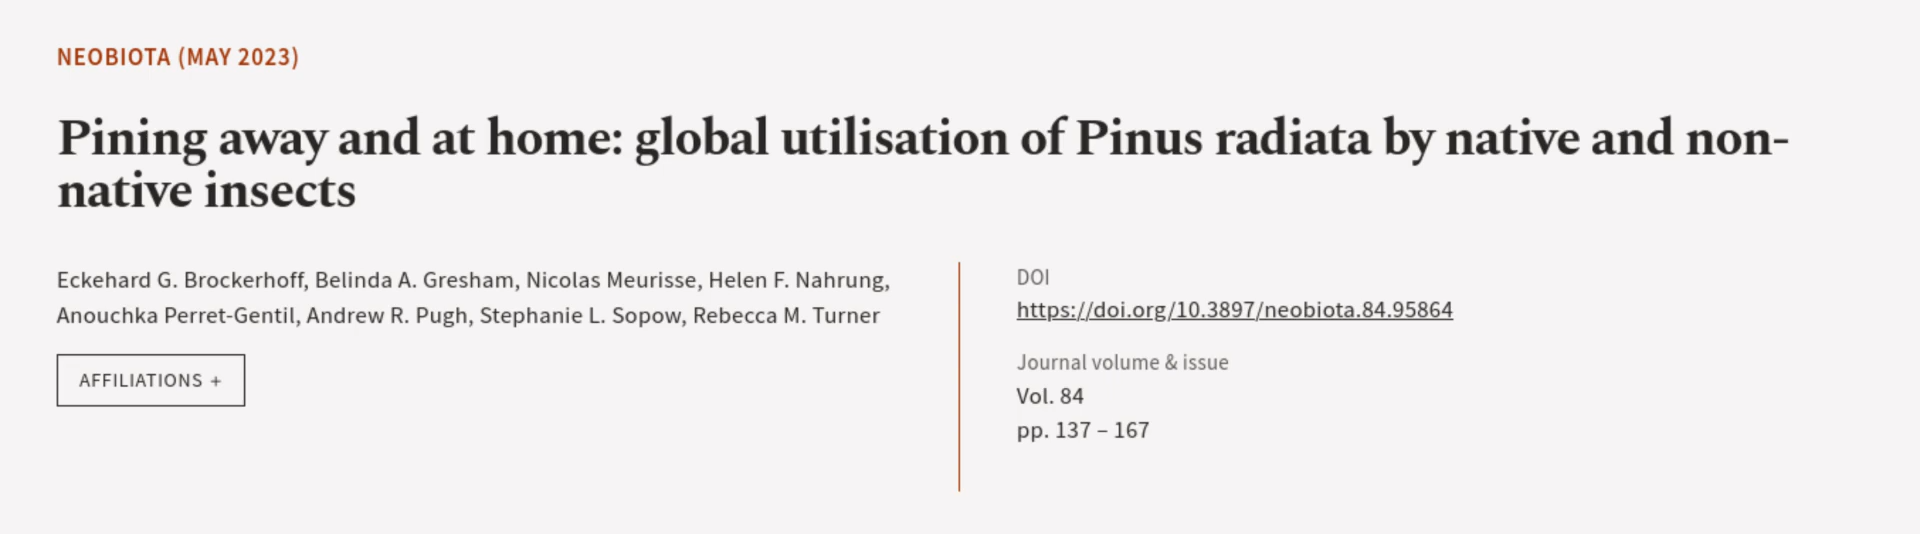 NEOBIOTA (MAY 2023)
Pining away and at home: global utilisation of Pinus radiata by native and non-
native insects
Eckehard G. Brockerhoff, Belinda A. Gresham, Nicolas Meurisse, Helen F. Nahrung,
Anouchka Perret-Gentil, Andrew R. Pugh, Stephanie L. Sopow, Rebecca M. Turner
AFFILIATIONS +
DOI
https://doi.org/10.3897/neobiota.84.95864
Journal volume & issue
Vol. 84
pp. 137 – 167